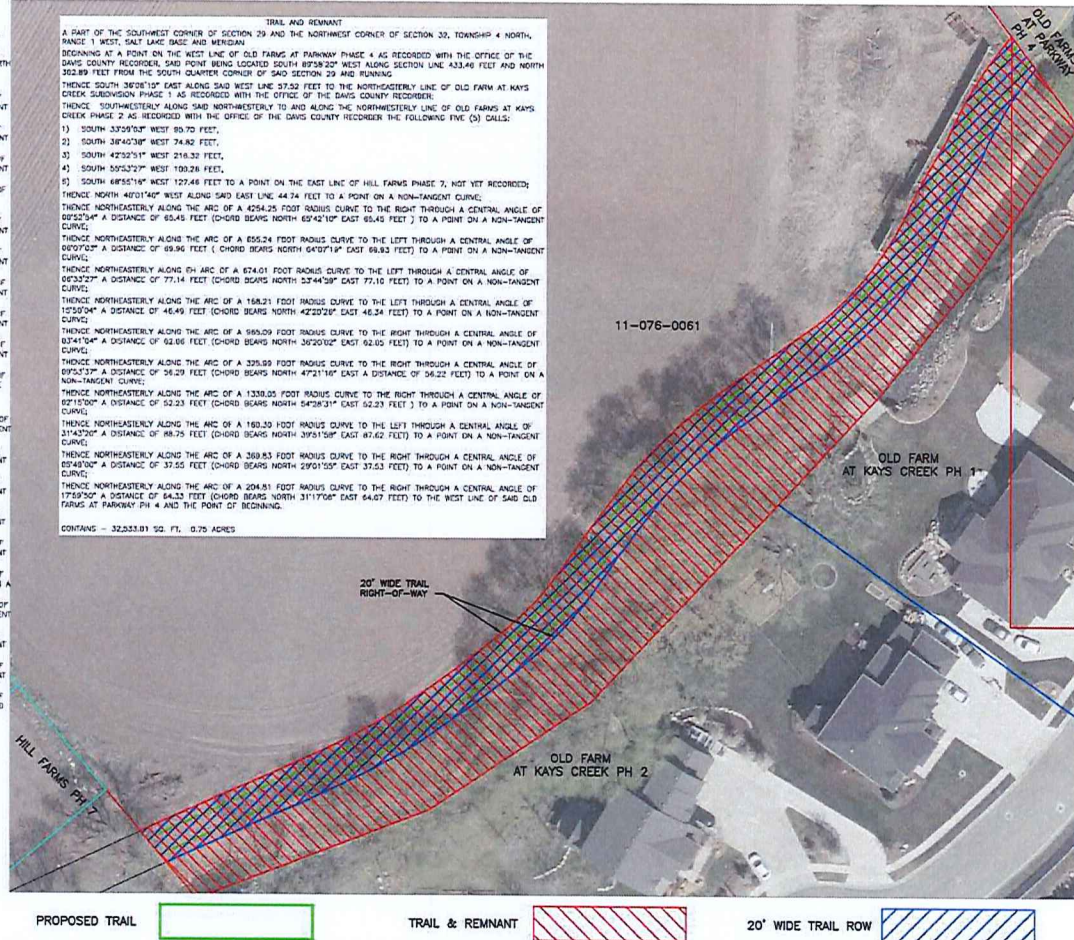 TRAIL AND REMNANT
A PART OF THE SOUTHWEST CORNER OF SECTION 29 AND THE NORTHWEST CORNER OF SECTION 32, TOWNSHIP 4 NORTH,
RANGE 1 WEST, SALT LAKE BASE AND MERIDIAN
BEGINNING AT A POINT ON THE WEST LINE OF OLD FARMS AT PARKWAY PHASE 4 AS RECORDED WITH THE OFFICE OF THE
DAVIS COUNTY RECORDER, SAID POINT BEING LOCATED SOUTH 89°58'20" WEST ALONG SECTION LINE 433.46 FEET AND NORTH
302.89 FEET FROM THE SOUTH QUARTER CORNER OF SAID SECTION 29 AND RUNNING
THENCE SOUTH 36°08'15" EAST ALONG SAID WEST LINE 57.52 FEET TO THE NORTHEASTERLY LINE OF OLD FARM AT KAYS
CREEK SUBDIVISION PHASE 1 AS RECORDED WITH THE OFFICE OF THE DAVIS COUNTY RECORDER;
THENCE SOUTHWESTERLY ALONG SAID NORTHWESTERLY TO AND ALONG THE NORTHWESTERLY LINE OF OLD FARMS AT KAYS
CREEK PHASE 2 AS RECORDED WITH THE OFFICE OF THE DAVIS COUNTY RECORDER THE FOLLOWING FIVE (5) CALLS:
1) SOUTH 33°59'03" WEST 90.70 FEET,
2) SOUTH 38°40'38" WEST 74.82 FEET,
3) SOUTH 42°52'51" WEST 216.32 FEET,
4) SOUTH 55°53'27" WEST 109.28 FEET,
5) SOUTH 68°55'16" WEST 127.46 FEET TO A POINT ON THE EAST LINE OF HILL FARMS PHASE 7, NOT YET RECORDED;
THENCE NORTH 40°01'40" WEST ALONG SAID EAST LINE 44.74 FEET TO A POINT ON A NON-TANGENT CURVE;
THENCE NORTHEASTERLY ALONG THE ARC OF A 4254.25 FOOT RADIUS CURVE TO THE RIGHT THROUGH A CENTRAL ANGLE OF
00°52'54" A DISTANCE OF 65.45 FEET (CHORD BEARS NORTH 65°42'10" EAST 65.45 FEET ) TO A POINT ON A NON-TANGENT
CURVE;
THENCE NORTHEASTERLY ALONG THE ARC OF A 655.24 FOOT RADIUS CURVE TO THE LEFT THROUGH A CENTRAL ANGLE OF
06°07'03" A DISTANCE OF 69.96 FEET ( CHORD BEARS NORTH 64°07'19" EAST 69.93 FEET) TO A POINT ON A NON-TANGENT
CURVE;
THENCE NORTHEASTERLY ALONG EH ARC OF A 674.01 FOOT RADIUS CURVE TO THE LEFT THROUGH A CENTRAL ANGLE OF
06°33'27" A DISTANCE OF 77.14 FEET (CHORD BEARS NORTH 53°44'59" EAST 77.10 FEET) TO A POINT ON A NON-TANGENT
CURVE;
THENCE NORTHEASTERLY ALONG THE ARC OF A 168.21 FOOT RADIUS CURVE TO THE LEFT THROUGH A CENTRAL ANGLE OF
15°50'04" A DISTANCE OF 46.49 FEET (CHORD BEARS NORTH 42°20'28" EAST 46.34 FEET) TO A POINT ON A NON-TANGENT
CURVE;
THENCE NORTHEASTERLY ALONG THE ARC OF A 965.09 FOOT RADIUS CURVE TO THE RIGHT THROUGH A CENTRAL ANGLE OF
03°41'04" A DISTANCE OF 62.06 FEET (CHORD BEARS NORTH 36°20'02" EAST 62.05 FEET) TO A POINT ON A NON-TANGENT
CURVE;
THENCE NORTHEASTERLY ALONG THE ARC OF A 325.99 FOOT RADIUS CURVE TO THE RIGHT THROUGH A CENTRAL ANGLE OF
09°53'37" A DISTANCE OF 56.29 FEET (CHORD BEARS NORTH 47°21'16" EAST A DISTANCE OF 56.22 FEET) TO A POINT ON A
NON-TANGENT CURVE;
THENCE NORTHEASTERLY ALONG THE ARC OF A 1330.05 FOOT RADIUS CURVE TO THE RIGHT THROUGH A CENTRAL ANGLE OF
02°15'00" A DISTANCE OF 52.23 FEET (CHORD BEARS NORTH 54°28'31" EAST 52.23 FEET ) TO A POINT ON A NON-TANGENT
CURVE;
THENCE NORTHEASTERLY ALONG THE ARC OF A 160.30 FOOT RADIUS CURVE TO THE LEFT THROUGH A CENTRAL ANGLE OF
31°43'20" A DISTANCE OF 88.75 FEET (CHORD BEARS NORTH 39°51'58" EAST 87.62 FEET) TO A POINT ON A NON-TANGENT
CURVE;
THENCE NORTHEASTERLY ALONG THE ARC OF A 369.83 FOOT RADIUS CURVE TO THE RIGHT THROUGH A CENTRAL ANGLE OF
05°49'00" A DISTANCE OF 37.55 FEET (CHORD BEARS NORTH 29°01'55" EAST 37.53 FEET) TO A POINT ON A NON-TANGENT
CURVE;
THENCE NORTHEASTERLY ALONG THE ARC OF A 204.81 FOOT RADIUS CURVE TO THE RIGHT THROUGH A CENTRAL ANGLE OF
17°59'50" A DISTANCE OF 64.33 FEET (CHORD BEARS NORTH 31°17'08" EAST 64.07 FEET) TO THE WEST LINE OF SAID OLD
FARMS AT PARKWAY PH 4 AND THE POINT OF BEGINNING.
CONTAINS - 32,533.01 SQ. FT. 0.75 ACRES
OLD FARMS
AT PARKWAY
PH 4
11-076-0061
OLD FARM
AT KAYS CREEK PH 1
20' WIDE TRAIL
RIGHT-OF-WAY
OLD FARM
AT KAYS CREEK PH 2
HILL FARMS PH 7
PROPOSED TRAIL
TRAIL & REMNANT
20' WIDE TRAIL ROW